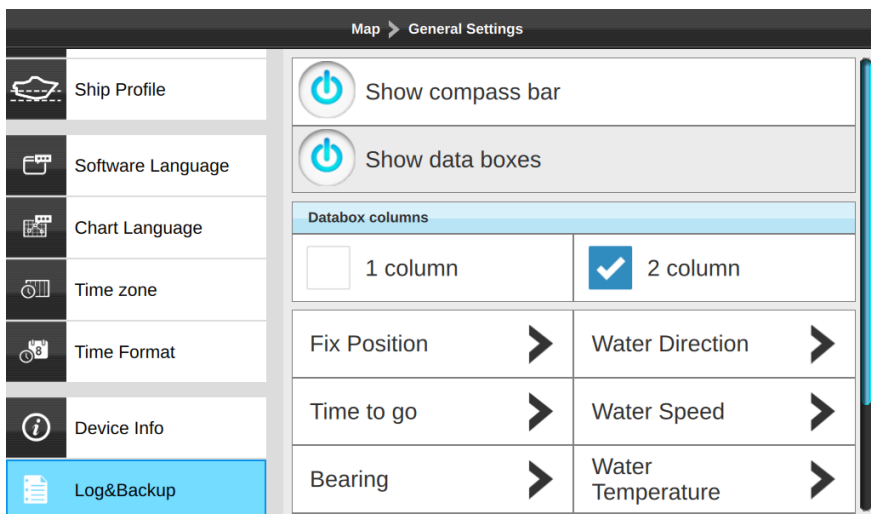 Map > General Settings
Ship Profile
Software Language
Chart Language
Time zone
8
Time Format
Device Info
Log&Backup
Show compass bar
Show data boxes
Databox columns
1 column
2 column
Fix Position
Water Direction
Time to go
Water Speed
Bearing
Water
Temperature